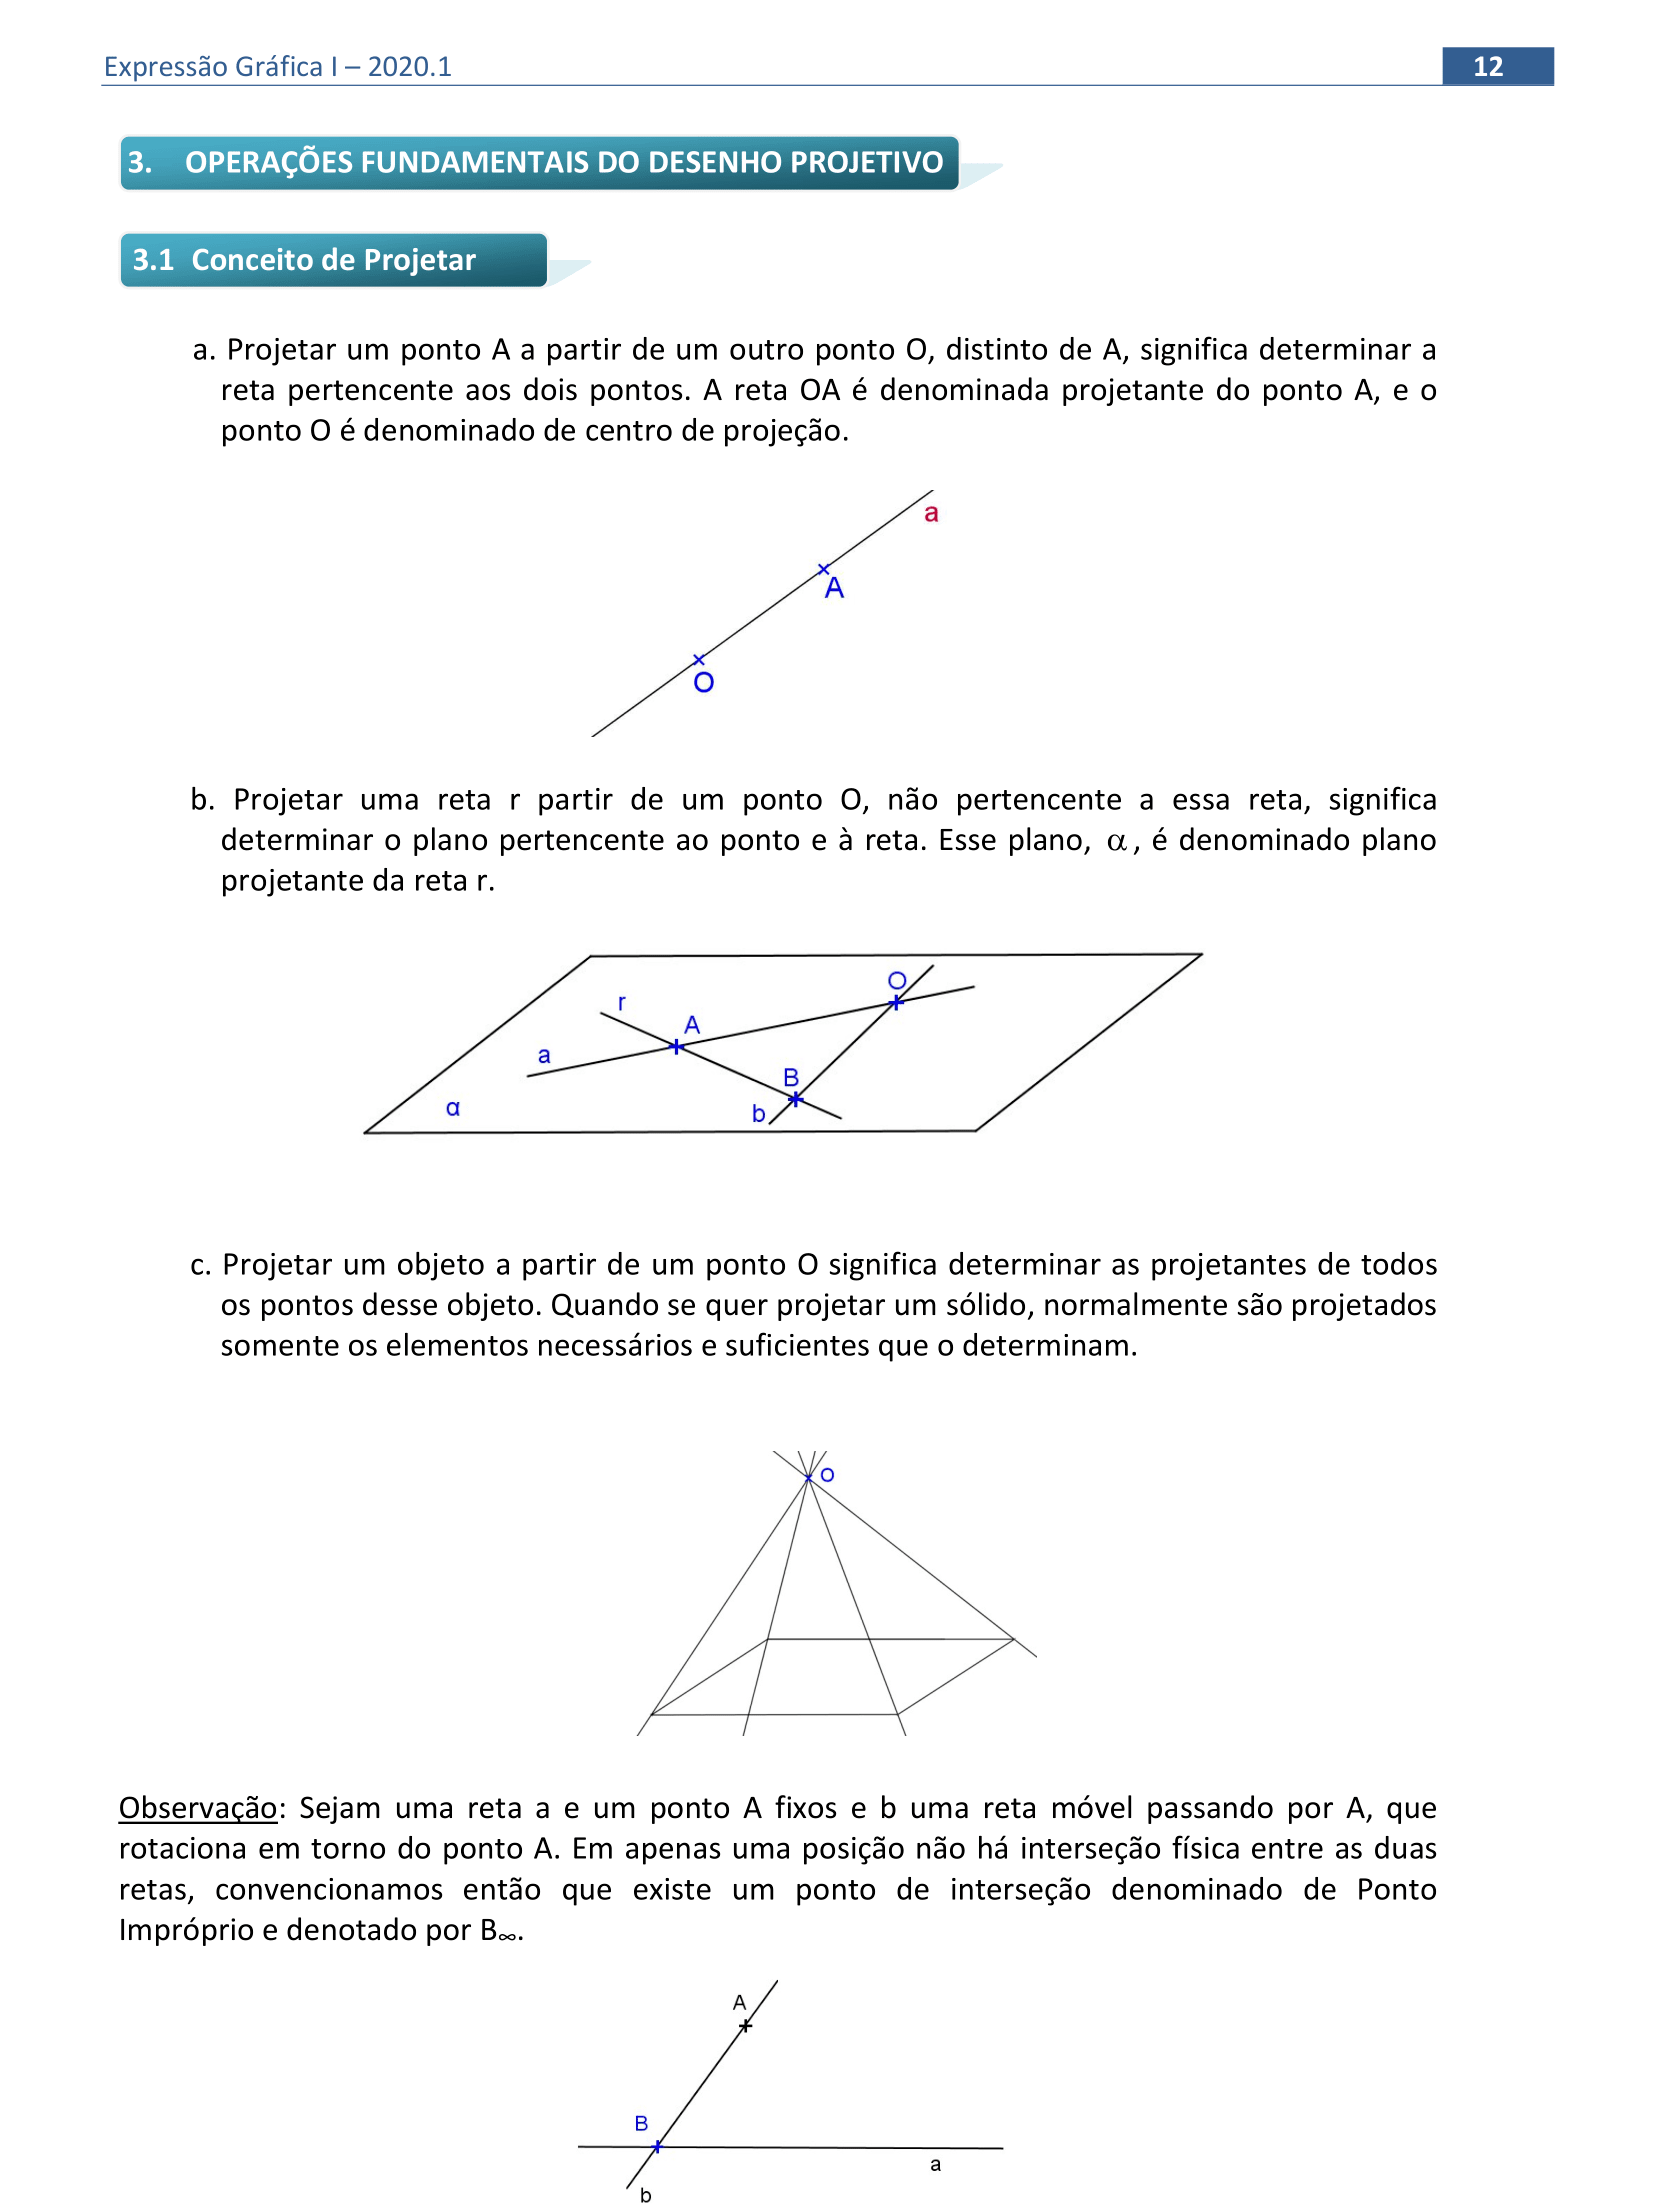 Expressão Gráfica I – 2020.1 12
3. OPERAÇÕES FUNDAMENTAIS DO DESENHO PROJETIVO
3.1 Conceito de Projetar
a. Projetar um ponto A a partir de um outro ponto O, distinto de A, significa determinar a
reta pertencente aos dois pontos. A reta OA é denominada projetante do ponto A, e o
ponto O é denominado de centro de projeção.
a
A
O
b. Projetar uma reta r partir de um ponto O, não pertencente a essa reta, significa
determinar o plano pertencente ao ponto e à reta. Esse plano, α, é denominado plano
projetante da reta r.
O
r
A
a
B
α
b
c. Projetar um objeto a partir de um ponto O significa determinar as projetantes de todos
os pontos desse objeto. Quando se quer projetar um sólido, normalmente são projetados
somente os elementos necessários e suficientes que o determinam.
O
Observação: Sejam uma reta a e um ponto A fixos e b uma reta móvel passando por A, que
rotaciona em torno do ponto A. Em apenas uma posição não há interseção física entre as duas
retas, convencionamos então que existe um ponto de interseção denominado de Ponto
Impróprio e denotado por B∞.
A
B
a
b